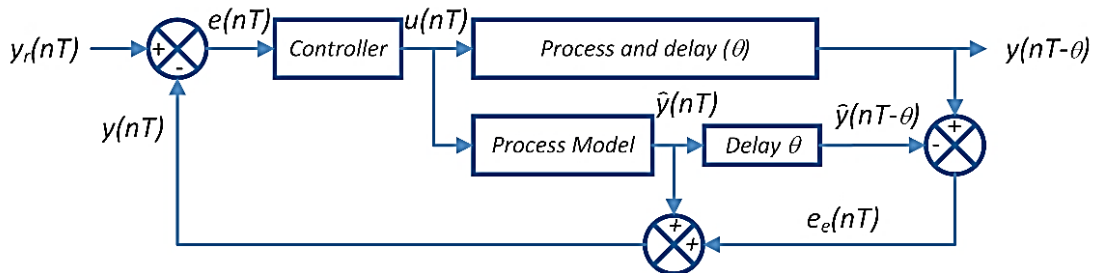 e(nT)
u(nT)
y_r(nT)
+
-
Controller
Process and delay (θ)
y(nT-θ)
y(nT)
ŷ(nT)
ŷ(nT-θ)
Process Model
Delay θ
+
-
+
+
e_e(nT)